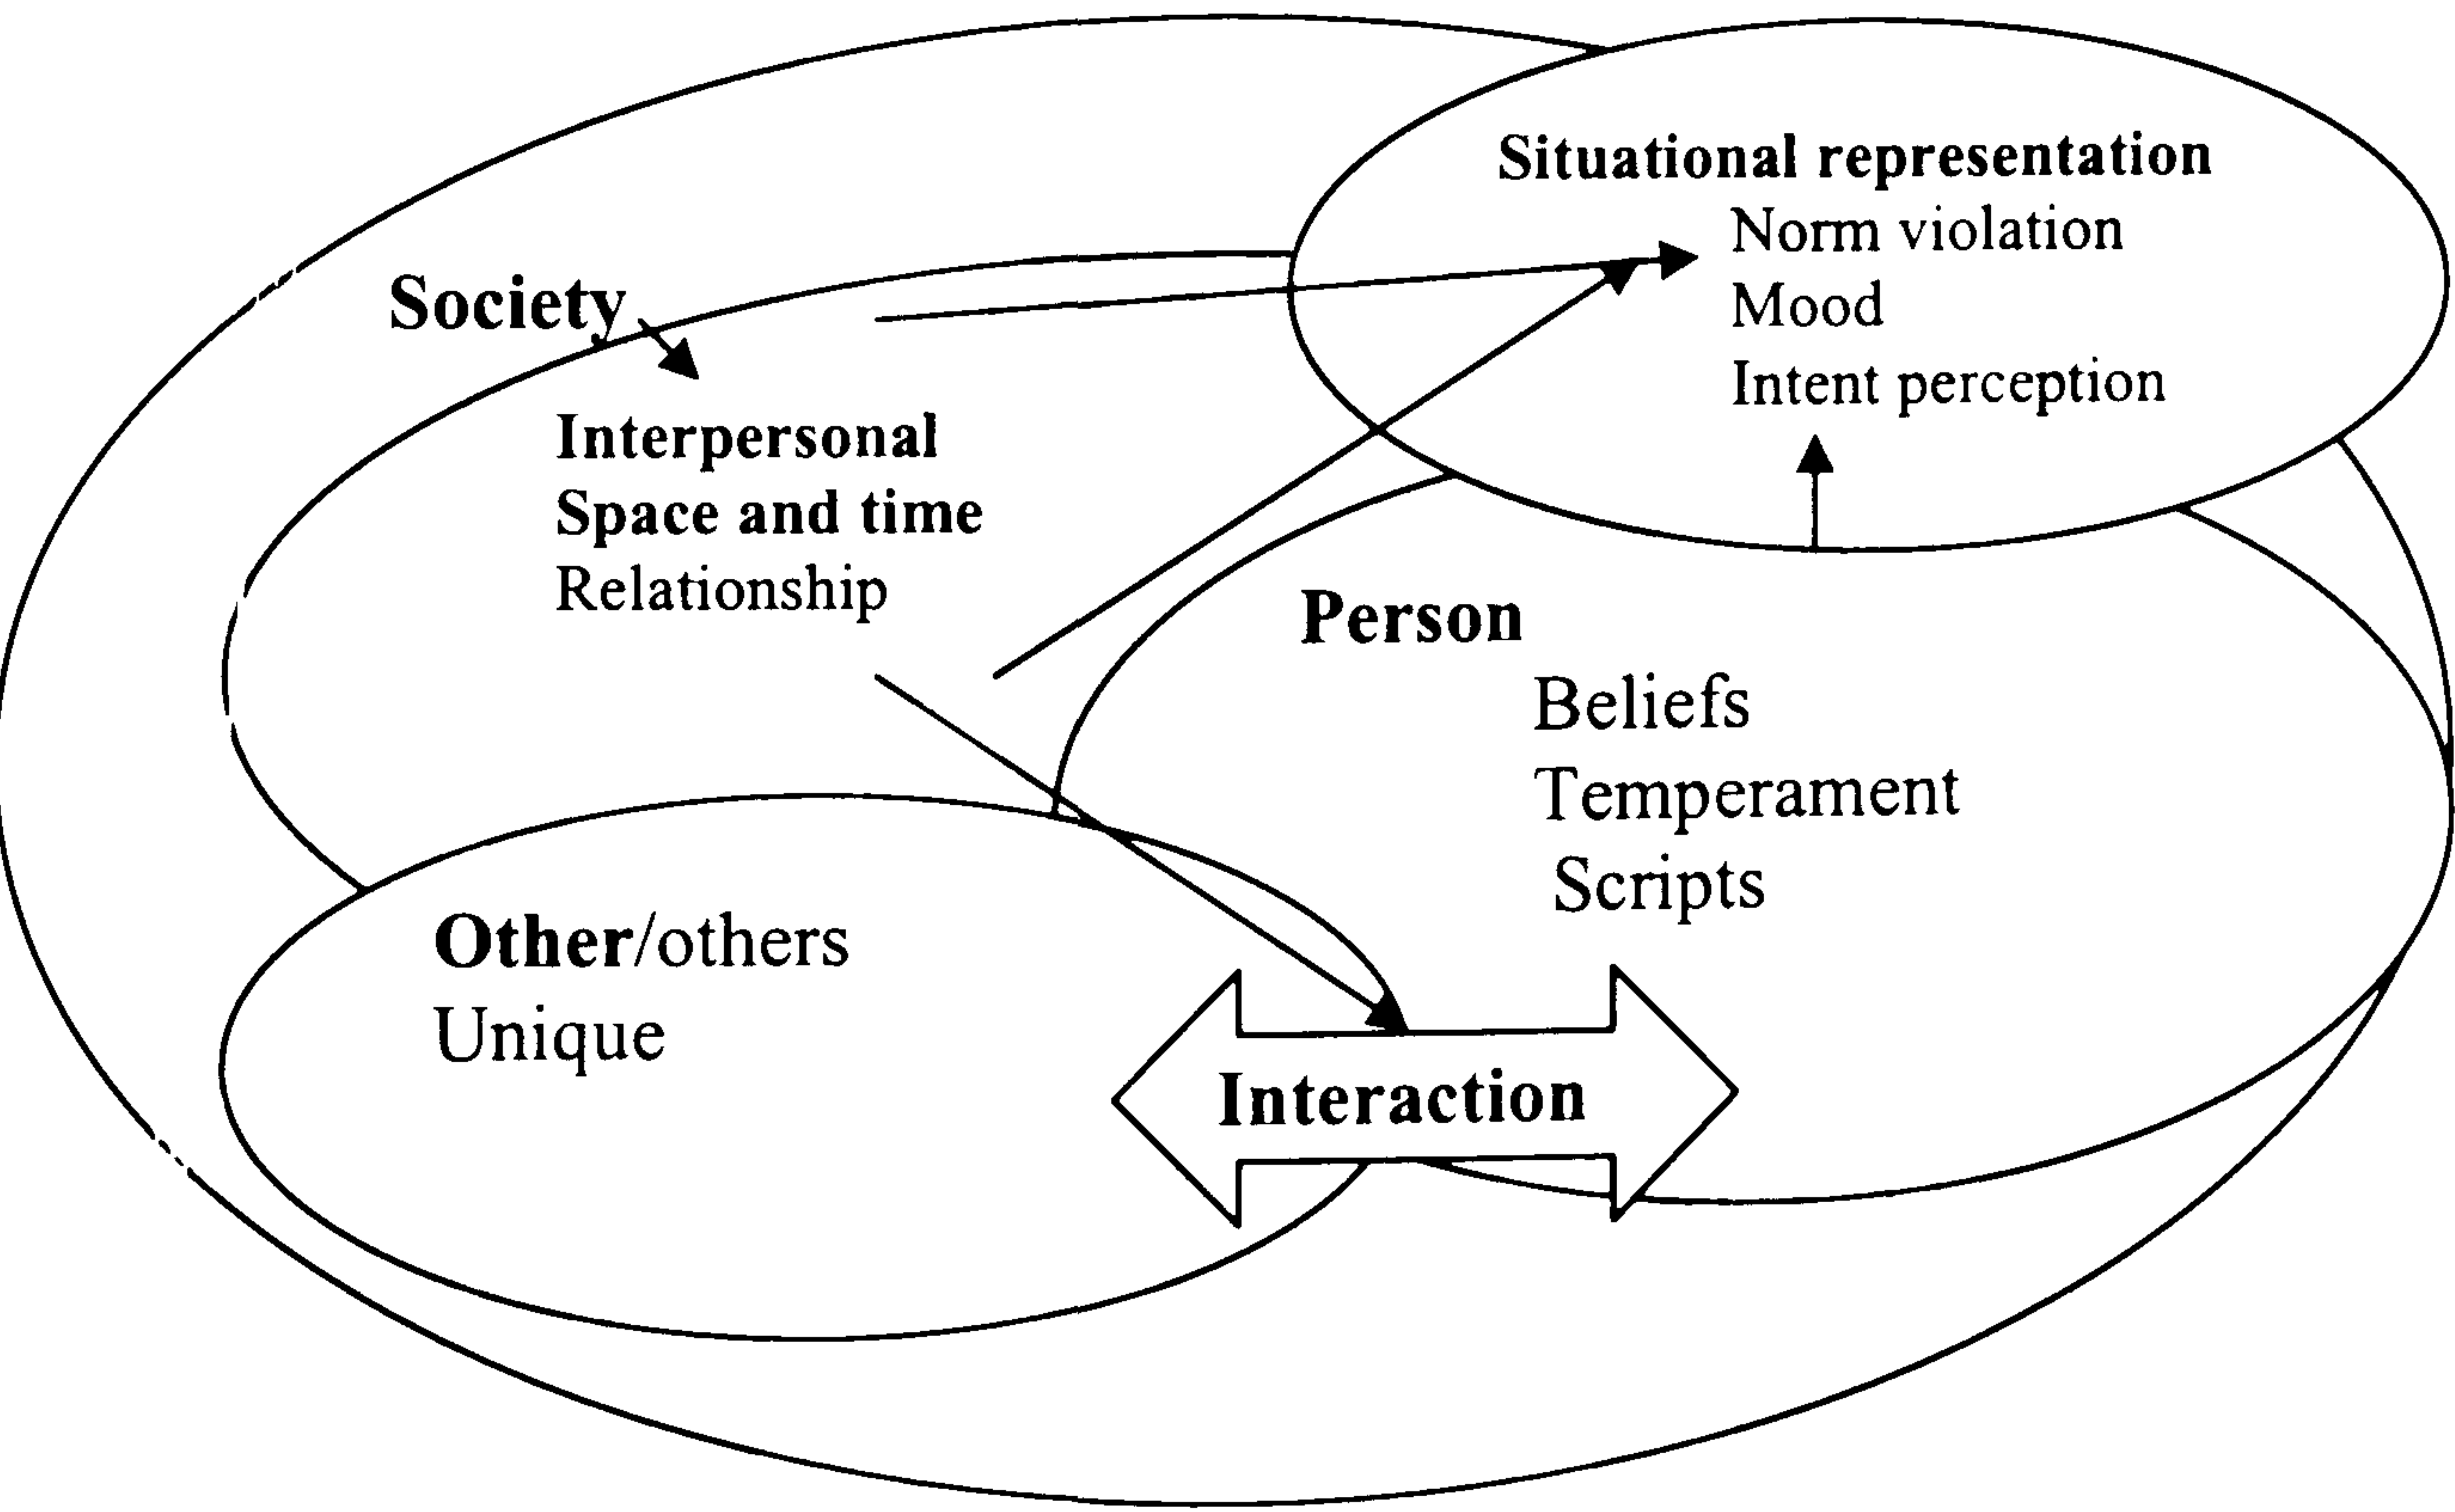 Situational representation
Norm violation
Mood
Intent perception
Society
Interpersonal
Space and time
Relationship
Person
Beliefs
Temperament
Scripts
Other/others
Unique
Interaction